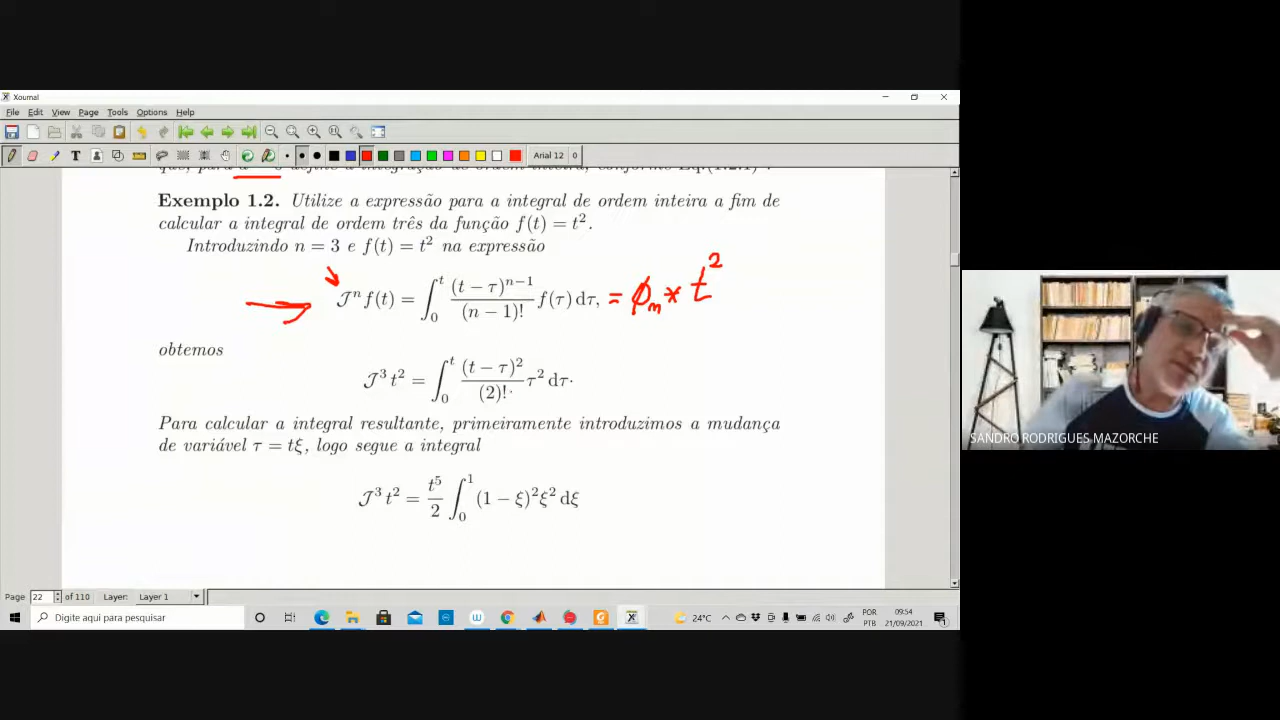 Xournal
File Edit View Page Tools Options Help
Arial 12 0
Exemplo 1.2. Utilize a expressão para a integral de ordem inteira a fim de
calcular a integral de ordem três da função f(t) = t².
Introduzindo n = 3 e f(t) = t² na expressão
𝒥ⁿ f(t) = ∫₀ᵗ (t − τ)ⁿ⁻¹ / (n − 1)! f(τ) dτ, = ϕₙ * t²
obtemos
𝒥³ t² = ∫₀ᵗ (t − τ)² / (2)! τ² dτ·
Para calcular a integral resultante, primeiramente introduzimos a mudança
de variável τ = tξ, logo segue a integral
𝒥³ t² = t⁵/2 ∫₀¹ (1 − ξ)² ξ² dξ
SANDRO RODRIGUES MAZORCHE
Page 22 of 110 Layer: Layer 1
Digite aqui para pesquisar
24°C
POR
PTB
09:54
21/09/2021